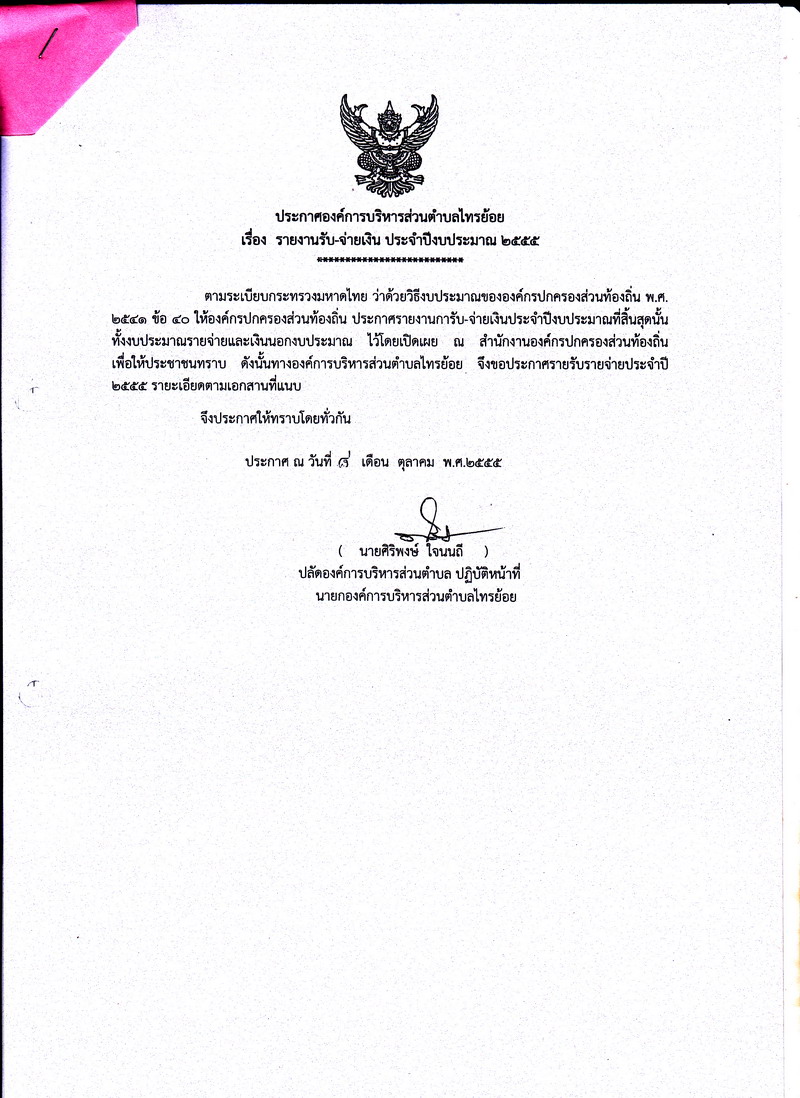 ประกาศองค์การบริหารส่วนตำบลไทรย้อย
เรื่อง รายงานรับ-จ่ายเงิน ประจำปีงบประมาณ ๒๕๕๕
**************************
ตามระเบียบกระทรวงมหาดไทย ว่าด้วยวิธีงบประมาณขององค์กรปกครองส่วนท้องถิ่น พ.ศ.
๒๕๔๑ ข้อ ๔๐ ให้องค์กรปกครองส่วนท้องถิ่น ประกาศรายงานการับ-จ่ายเงินประจำปีงบประมาณที่สิ้นสุดนั้น
ทั้งงบประมาณรายจ่ายและเงินนอกงบประมาณ ไว้โดยเปิดเผย ณ สำนักงานองค์กรปกครองส่วนท้องถิ่น
เพื่อให้ประชาชนทราบ ดังนั้นทางองค์การบริหารส่วนตำบลไทรย้อย จึงขอประกาศรายรับรายจ่ายประจำปี
๒๕๕๕ รายะเอียดตามเอกสานที่แนบ
จึงประกาศให้ทราบโดยทั่วกัน
ประกาศ ณ วันที่ ๘ เดือน ตุลาคม พ.ศ.๒๕๕๕
( นายศิริพงษ์ ใจนนถี )
ปลัดองค์การบริหารส่วนตำบล ปฏิบัติหน้าที่
นายกองค์การบริหารส่วนตำบลไทรย้อย